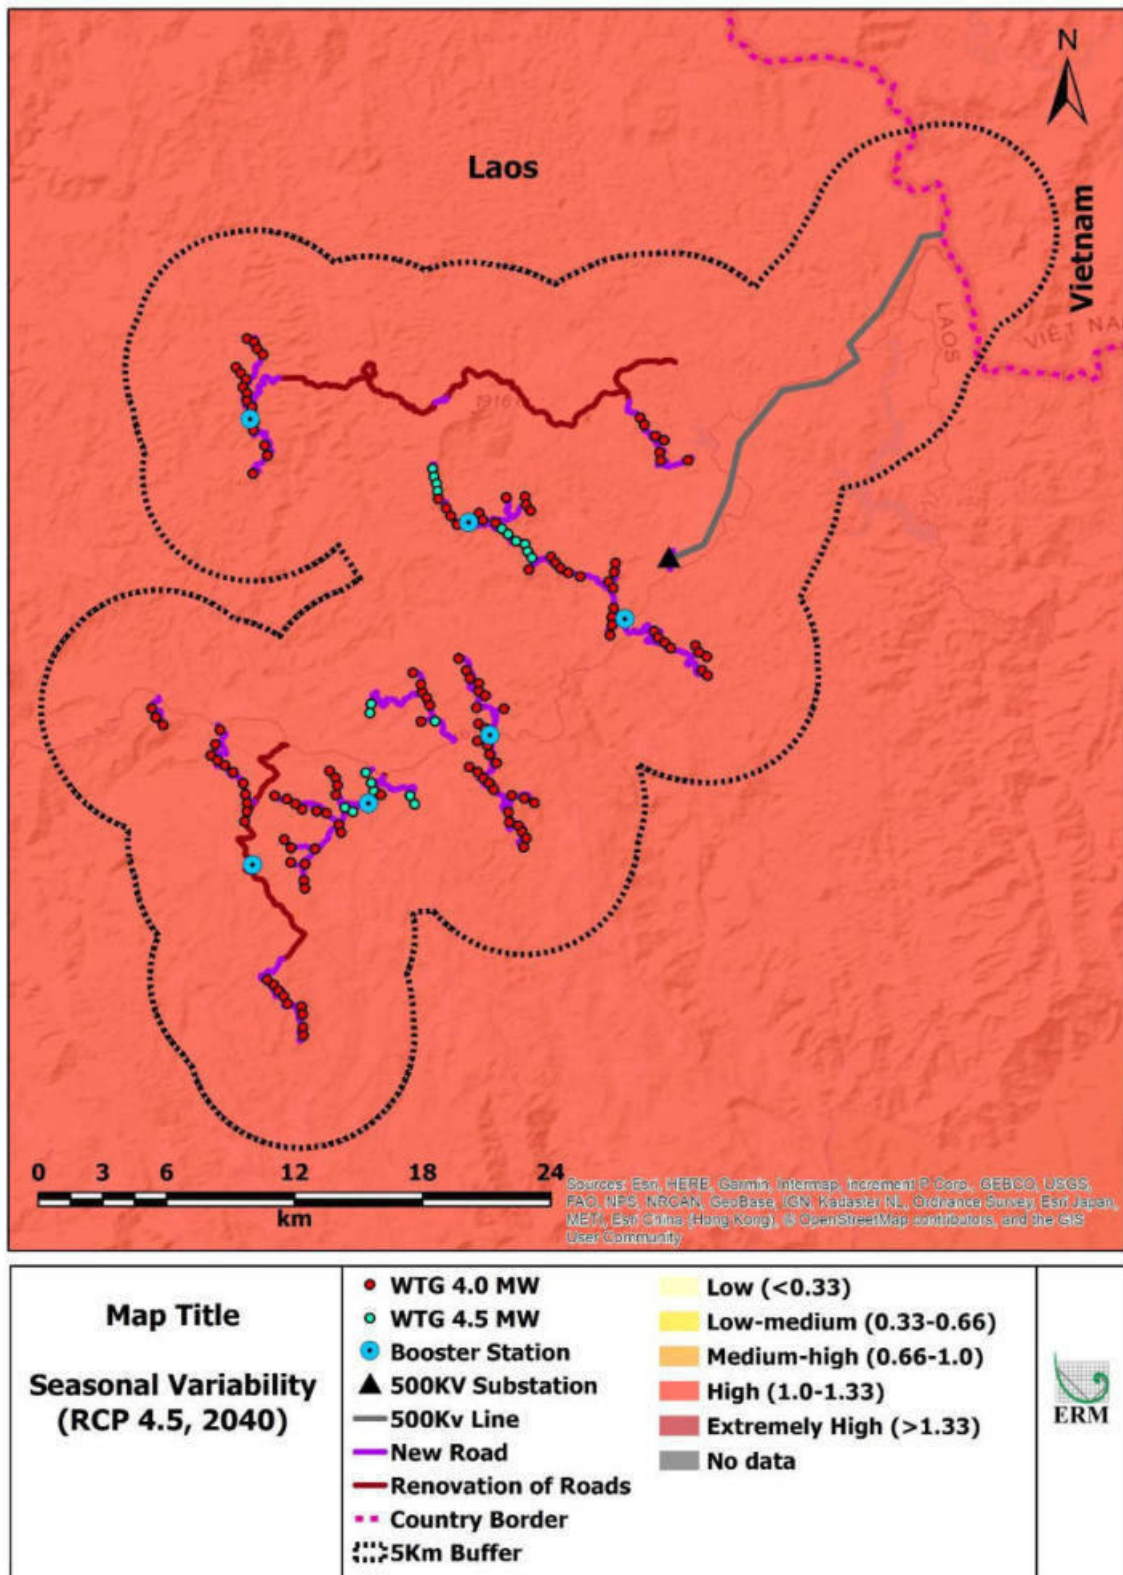 N
Laos
Vietnam
LAOS
VIỆT NA
1916
0 3 6 12 18 24
km
Sources: Esri, HERE, Garmin, Intermap, increment P Corp., GEBCO, USGS,
FAO, NPS, NRCAN, GeoBase, IGN, Kadaster NL, Ordnance Survey, Esri Japan,
METI, Esri China (Hong Kong), © OpenStreetMap contributors, and the GIS
User Community
Map Title
Seasonal Variability
(RCP 4.5, 2040)
WTG 4.0 MW
WTG 4.5 MW
Booster Station
500KV Substation
500Kv Line
New Road
Renovation of Roads
Country Border
5Km Buffer
Low (<0.33)
Low-medium (0.33-0.66)
Medium-high (0.66-1.0)
High (1.0-1.33)
Extremely High (>1.33)
No data
ERM